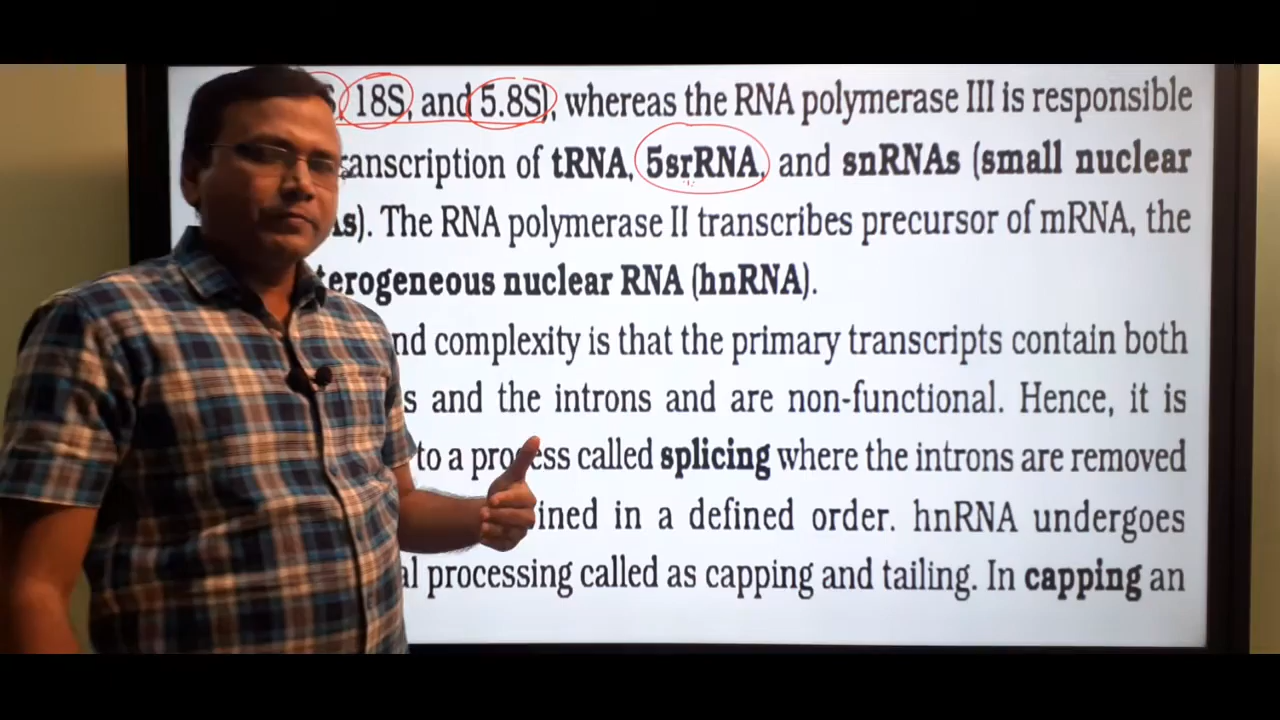 18S, and 5.8S), whereas the RNA polymerase III is responsible
transcription of tRNA, 5srRNA, and snRNAs (small nuclear
As). The RNA polymerase II transcribes precursor of mRNA, the
terogeneous nuclear RNA (hnRNA).
nd complexity is that the primary transcripts contain both
s and the introns and are non-functional. Hence, it is
to a process called splicing where the introns are removed
ined in a defined order. hnRNA undergoes
al processing called as capping and tailing. In capping an